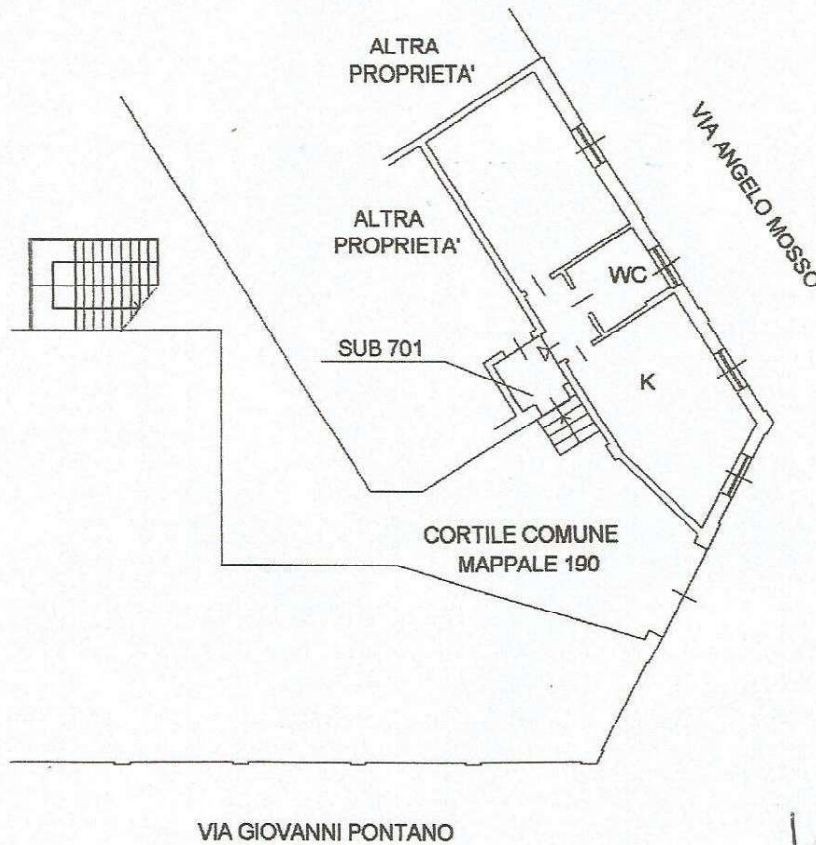 ALTRA
PROPRIETA'
VIA ANGELO MOSSO
ALTRA
PROPRIETA'
WC
SUB 701
K
CORTILE COMUNE
MAPPALE 190
VIA GIOVANNI PONTANO